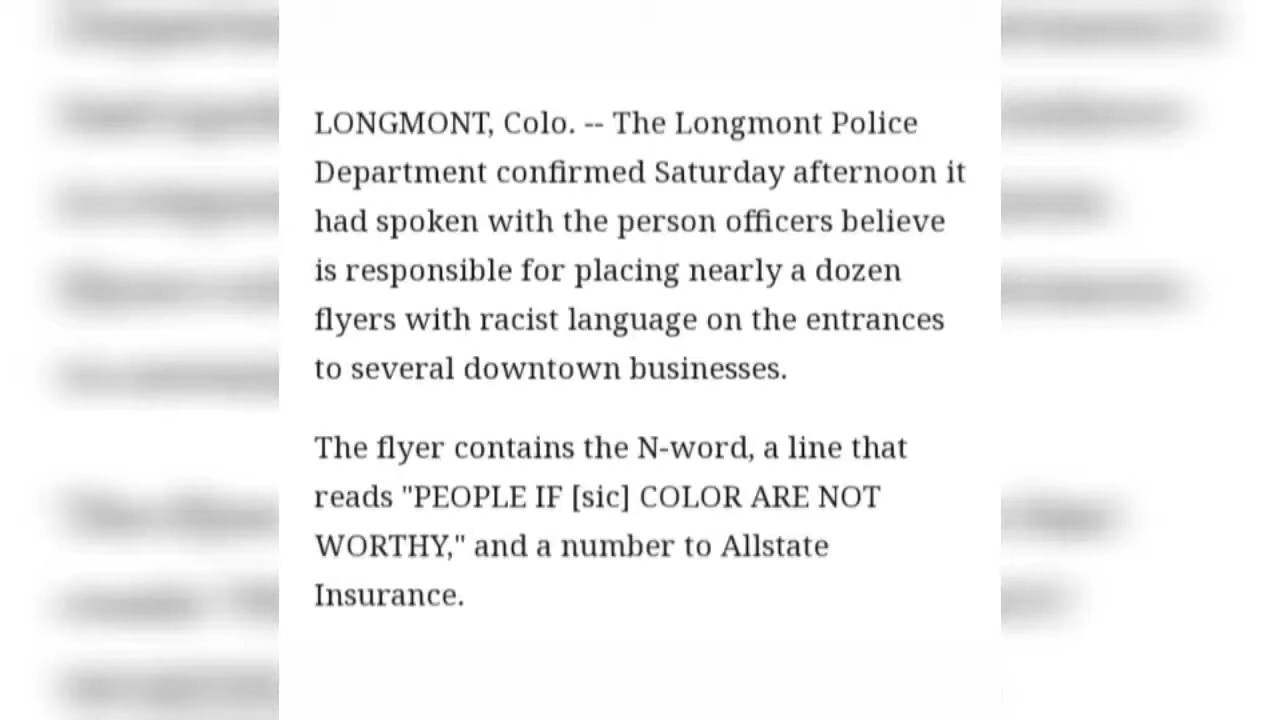 LONGMONT, Colo. -- The Longmont Police
Department confirmed Saturday afternoon it
had spoken with the person officers believe
is responsible for placing nearly a dozen
flyers with racist language on the entrances
to several downtown businesses.
The flyer contains the N-word, a line that
reads "PEOPLE IF [sic] COLOR ARE NOT
WORTHY," and a number to Allstate
Insurance.